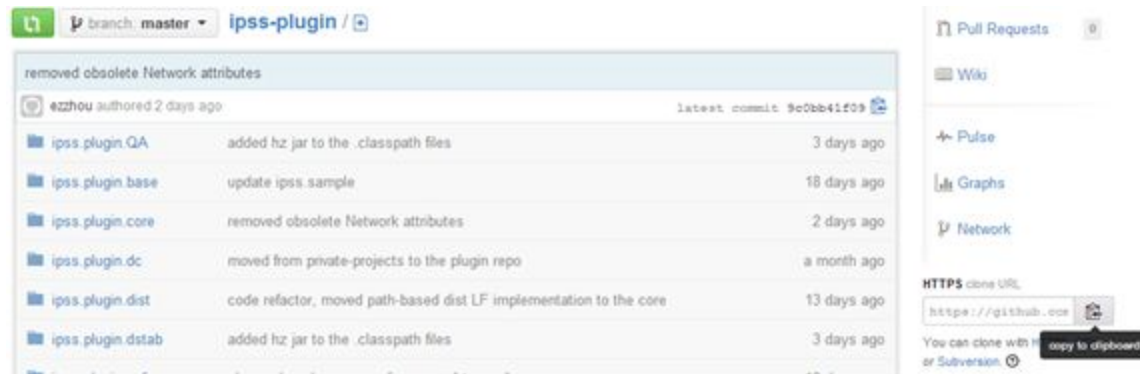 branch: master ipss-plugin /
removed obsolete Network attributes
ezzhou authored 2 days ago
latest commit 9c0bb41f09
ipss.plugin.QA added hz jar to the .classpath files 3 days ago
ipss.plugin.base update ipss.sample 18 days ago
ipss.plugin.core removed obsolete Network attributes 2 days ago
ipss.plugin.dc moved from private-projects to the plugin repo a month ago
ipss.plugin.dist code refactor, moved path-based dist LF implementation to the core 13 days ago
ipss.plugin.dstab added hz jar to the .classpath files 3 days ago
Pull Requests 0
Wiki
Pulse
Graphs
Network
HTTPS clone URL
https://github.com
You can clone with
copy to clipboard
or Subversion.